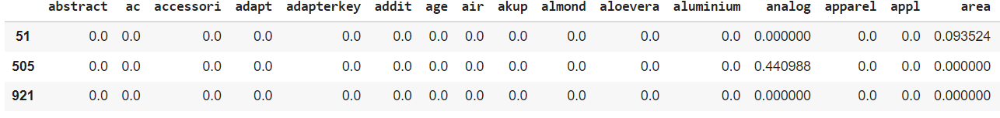 abstract ac accessori adapt adapterkey addit age air akup almond aloevera aluminium analog apparel appl area
51 0.0 0.0 0.0 0.0 0.0 0.0 0.0 0.0 0.0 0.0 0.0 0.0 0.000000 0.0 0.0 0.093524
505 0.0 0.0 0.0 0.0 0.0 0.0 0.0 0.0 0.0 0.0 0.0 0.0 0.440988 0.0 0.0 0.000000
921 0.0 0.0 0.0 0.0 0.0 0.0 0.0 0.0 0.0 0.0 0.0 0.0 0.000000 0.0 0.0 0.000000